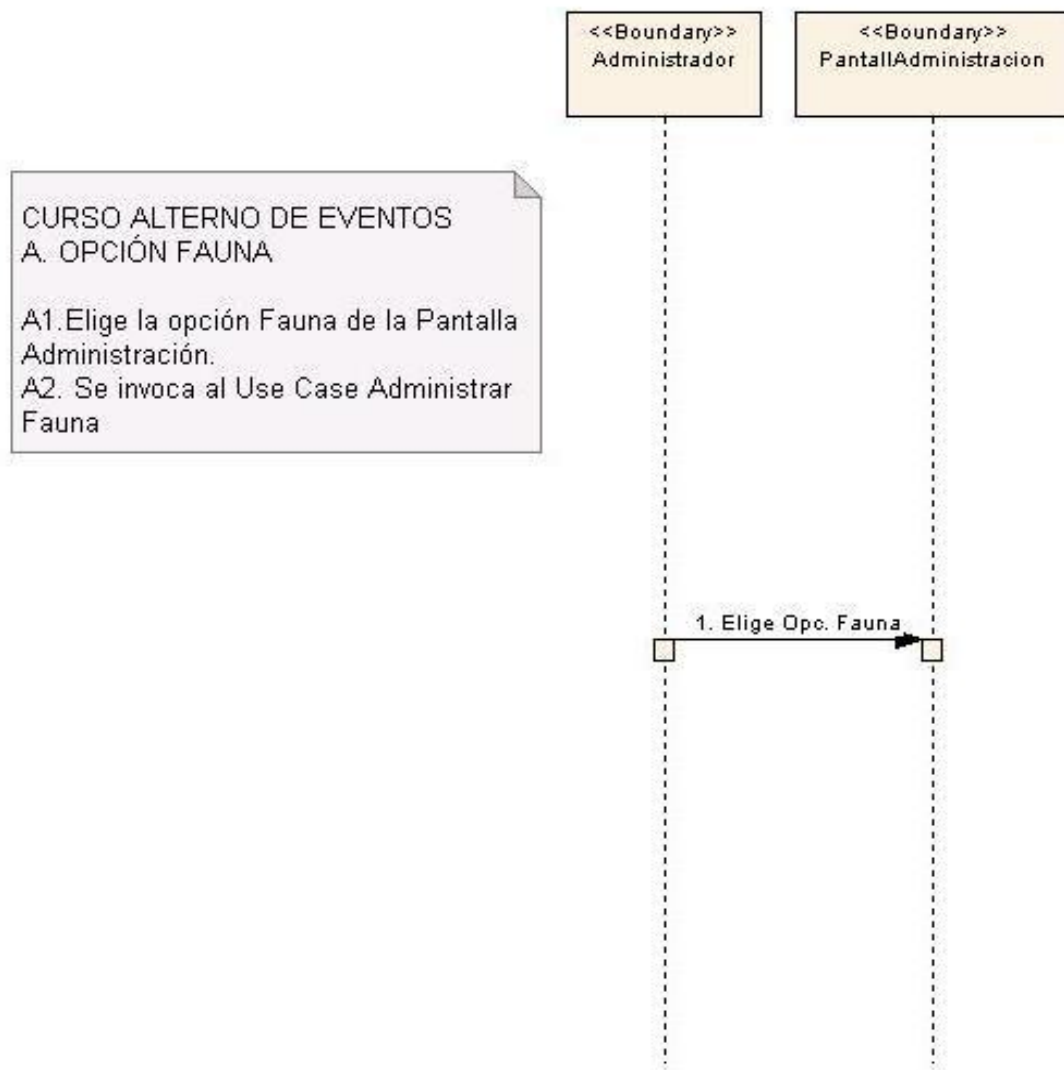 <<Boundary>>
Administrador
<<Boundary>>
PantallAdministracion
CURSO ALTERNO DE EVENTOS
A. OPCIÓN FAUNA
A1.Elige la opción Fauna de la Pantalla
Administración.
A2. Se invoca al Use Case Administrar
Fauna
1. Elige Opc. Fauna